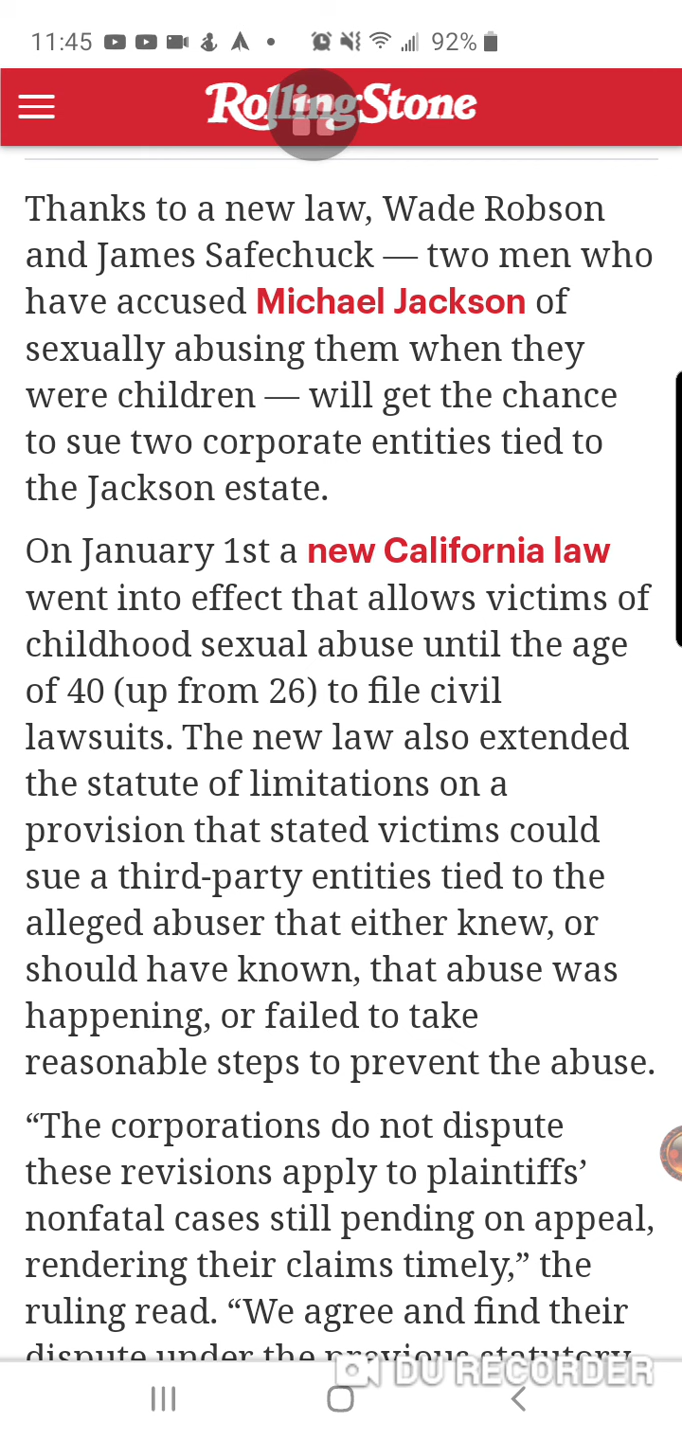 11:45
92%
RollingStone
Thanks to a new law, Wade Robson
and James Safechuck — two men who
have accused Michael Jackson of
sexually abusing them when they
were children — will get the chance
to sue two corporate entities tied to
the Jackson estate.
On January 1st a new California law
went into effect that allows victims of
childhood sexual abuse until the age
of 40 (up from 26) to file civil
lawsuits. The new law also extended
the statute of limitations on a
provision that stated victims could
sue a third-party entities tied to the
alleged abuser that either knew, or
should have known, that abuse was
happening, or failed to take
reasonable steps to prevent the abuse.
“The corporations do not dispute
these revisions apply to plaintiffs’
nonfatal cases still pending on appeal,
rendering their claims timely,” the
ruling read. “We agree and find their
dispute under the previous statutory
DU RECORDER